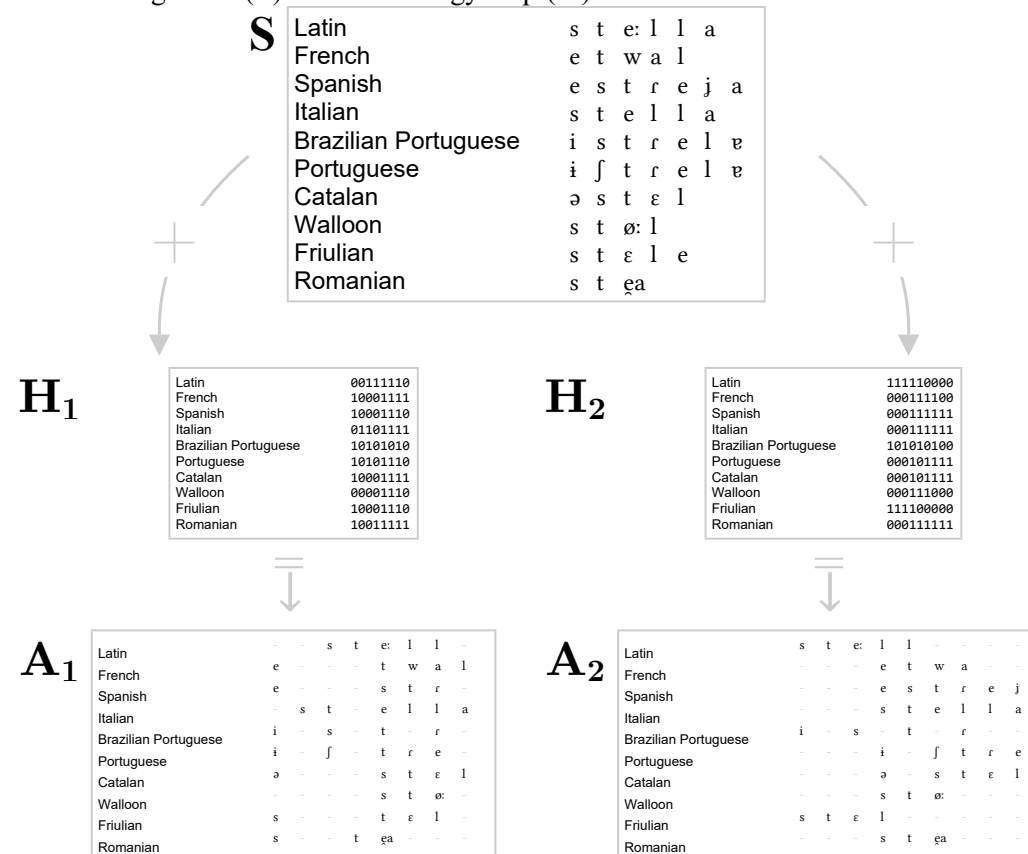 S
Latin s t eː l l a
French e t w a l
Spanish e s t ɾ e ʝ a
Italian s t e l l a
Brazilian Portuguese i s t ɾ e l ɐ
Portuguese ɨ ʃ t ɾ e l ɐ
Catalan ə s t ɛ l
Walloon s t øː l
Friulian s t ɛ l e
Romanian s t e̯a
H₁
Latin 00111110
French 10001111
Spanish 10001110
Italian 01101111
Brazilian Portuguese 10101010
Portuguese 10101110
Catalan 10001111
Walloon 00001110
Friulian 10001110
Romanian 10011111
H₂
Latin 111110000
French 000111100
Spanish 000111111
Italian 000111111
Brazilian Portuguese 101010100
Portuguese 000101111
Catalan 000101111
Walloon 000111000
Friulian 111100000
Romanian 000111111
A₁
Latin - - s t eː l l -
French e - - - t w a l
Spanish e - - - s t ɾ -
Italian - s t - e l l a
Brazilian Portuguese i - s - t - ɾ -
Portuguese ɨ - ʃ - t ɾ e -
Catalan ə - - - s t ɛ l
Walloon - - - - s t øː -
Friulian s - - - t ɛ l -
Romanian s - - t e̯a - - -
A₂
Latin s t eː l l - - - -
French - - - e t w a - -
Spanish - - - e s t ɾ e ʝ
Italian - - - s t e l l a
Brazilian Portuguese i - s - t - ɾ - -
Portuguese - - - ɨ - ʃ t ɾ e
Catalan - - - ə - s t ɛ l
Walloon - - - s t øː - - -
Friulian s t ɛ l - - - - -
Romanian - - - s t e̯a - - -